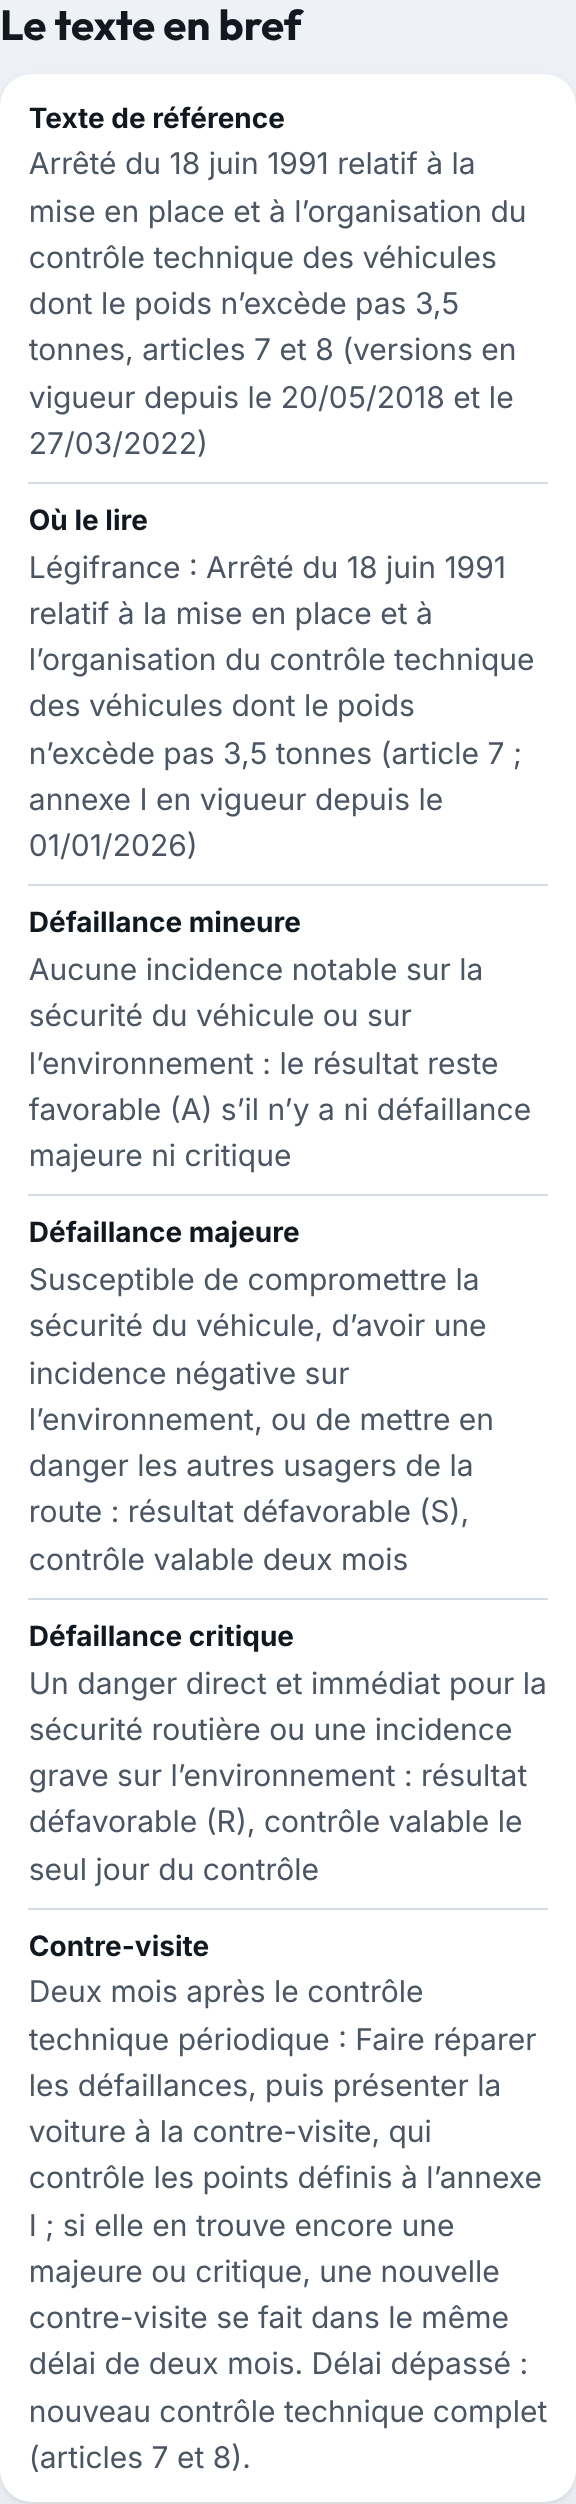 Le texte en bref
Texte de référence
Arrêté du 18 juin 1991 relatif à la
mise en place et à l’organisation du
contrôle technique des véhicules
dont le poids n’excède pas 3,5
tonnes, articles 7 et 8 (versions en
vigueur depuis le 20/05/2018 et le
27/03/2022)
Où le lire
Légifrance : Arrêté du 18 juin 1991
relatif à la mise en place et à
l’organisation du contrôle technique
des véhicules dont le poids
n’excède pas 3,5 tonnes (article 7 ;
annexe I en vigueur depuis le
01/01/2026)
Défaillance mineure
Aucune incidence notable sur la
sécurité du véhicule ou sur
l’environnement : le résultat reste
favorable (A) s’il n’y a ni défaillance
majeure ni critique
Défaillance majeure
Susceptible de compromettre la
sécurité du véhicule, d’avoir une
incidence négative sur
l’environnement, ou de mettre en
danger les autres usagers de la
route : résultat défavorable (S),
contrôle valable deux mois
Défaillance critique
Un danger direct et immédiat pour la
sécurité routière ou une incidence
grave sur l’environnement : résultat
défavorable (R), contrôle valable le
seul jour du contrôle
Contre-visite
Deux mois après le contrôle
technique périodique : Faire réparer
les défaillances, puis présenter la
voiture à la contre-visite, qui
contrôle les points définis à l’annexe
I ; si elle en trouve encore une
majeure ou critique, une nouvelle
contre-visite se fait dans le même
délai de deux mois. Délai dépassé :
nouveau contrôle technique complet
(articles 7 et 8).